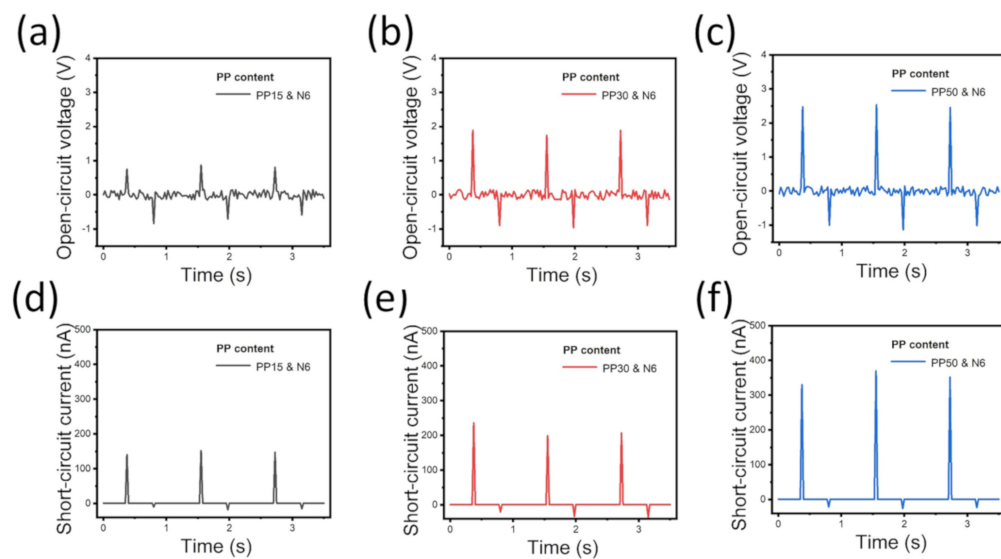 (a)
Open-circuit voltage (V)
4
3
2
1
0
-1
PP content
PP15 & N6
0 1 2 3
Time (s)
(b)
Open-circuit voltage (V)
4
3
2
1
0
-1
PP content
PP30 & N6
0 1 2 3
Time (s)
(c)
Open-circuit voltage (V)
4
3
2
1
0
-1
PP content
PP50 & N6
0 1 2 3
Time (s)
(d)
Short-circuit current (nA)
500
400
300
200
100
0
PP content
PP15 & N6
0 1 2 3
Time (s)
(e)
Short-circuit current (nA)
500
400
300
200
100
0
PP content
PP30 & N6
0 1 2 3
Time (s)
(f)
Short-circuit current (nA)
500
400
300
200
100
0
PP content
PP50 & N6
0 1 2 3
Time (s)